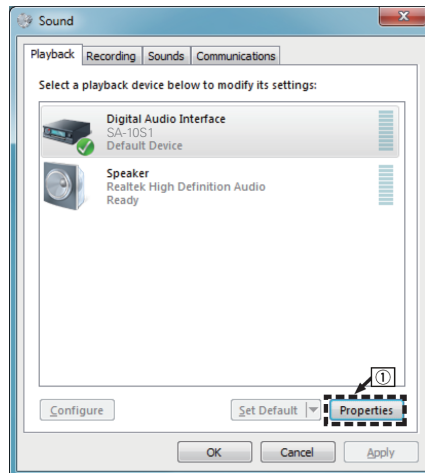 Sound
x
Playback Recording Sounds Communications
Select a playback device below to modify its settings:
Digital Audio Interface
SA-10S1
Default Device
Speaker
Realtek High Definition Audio
Ready
①
Configure Set Default Properties
OK Cancel Apply